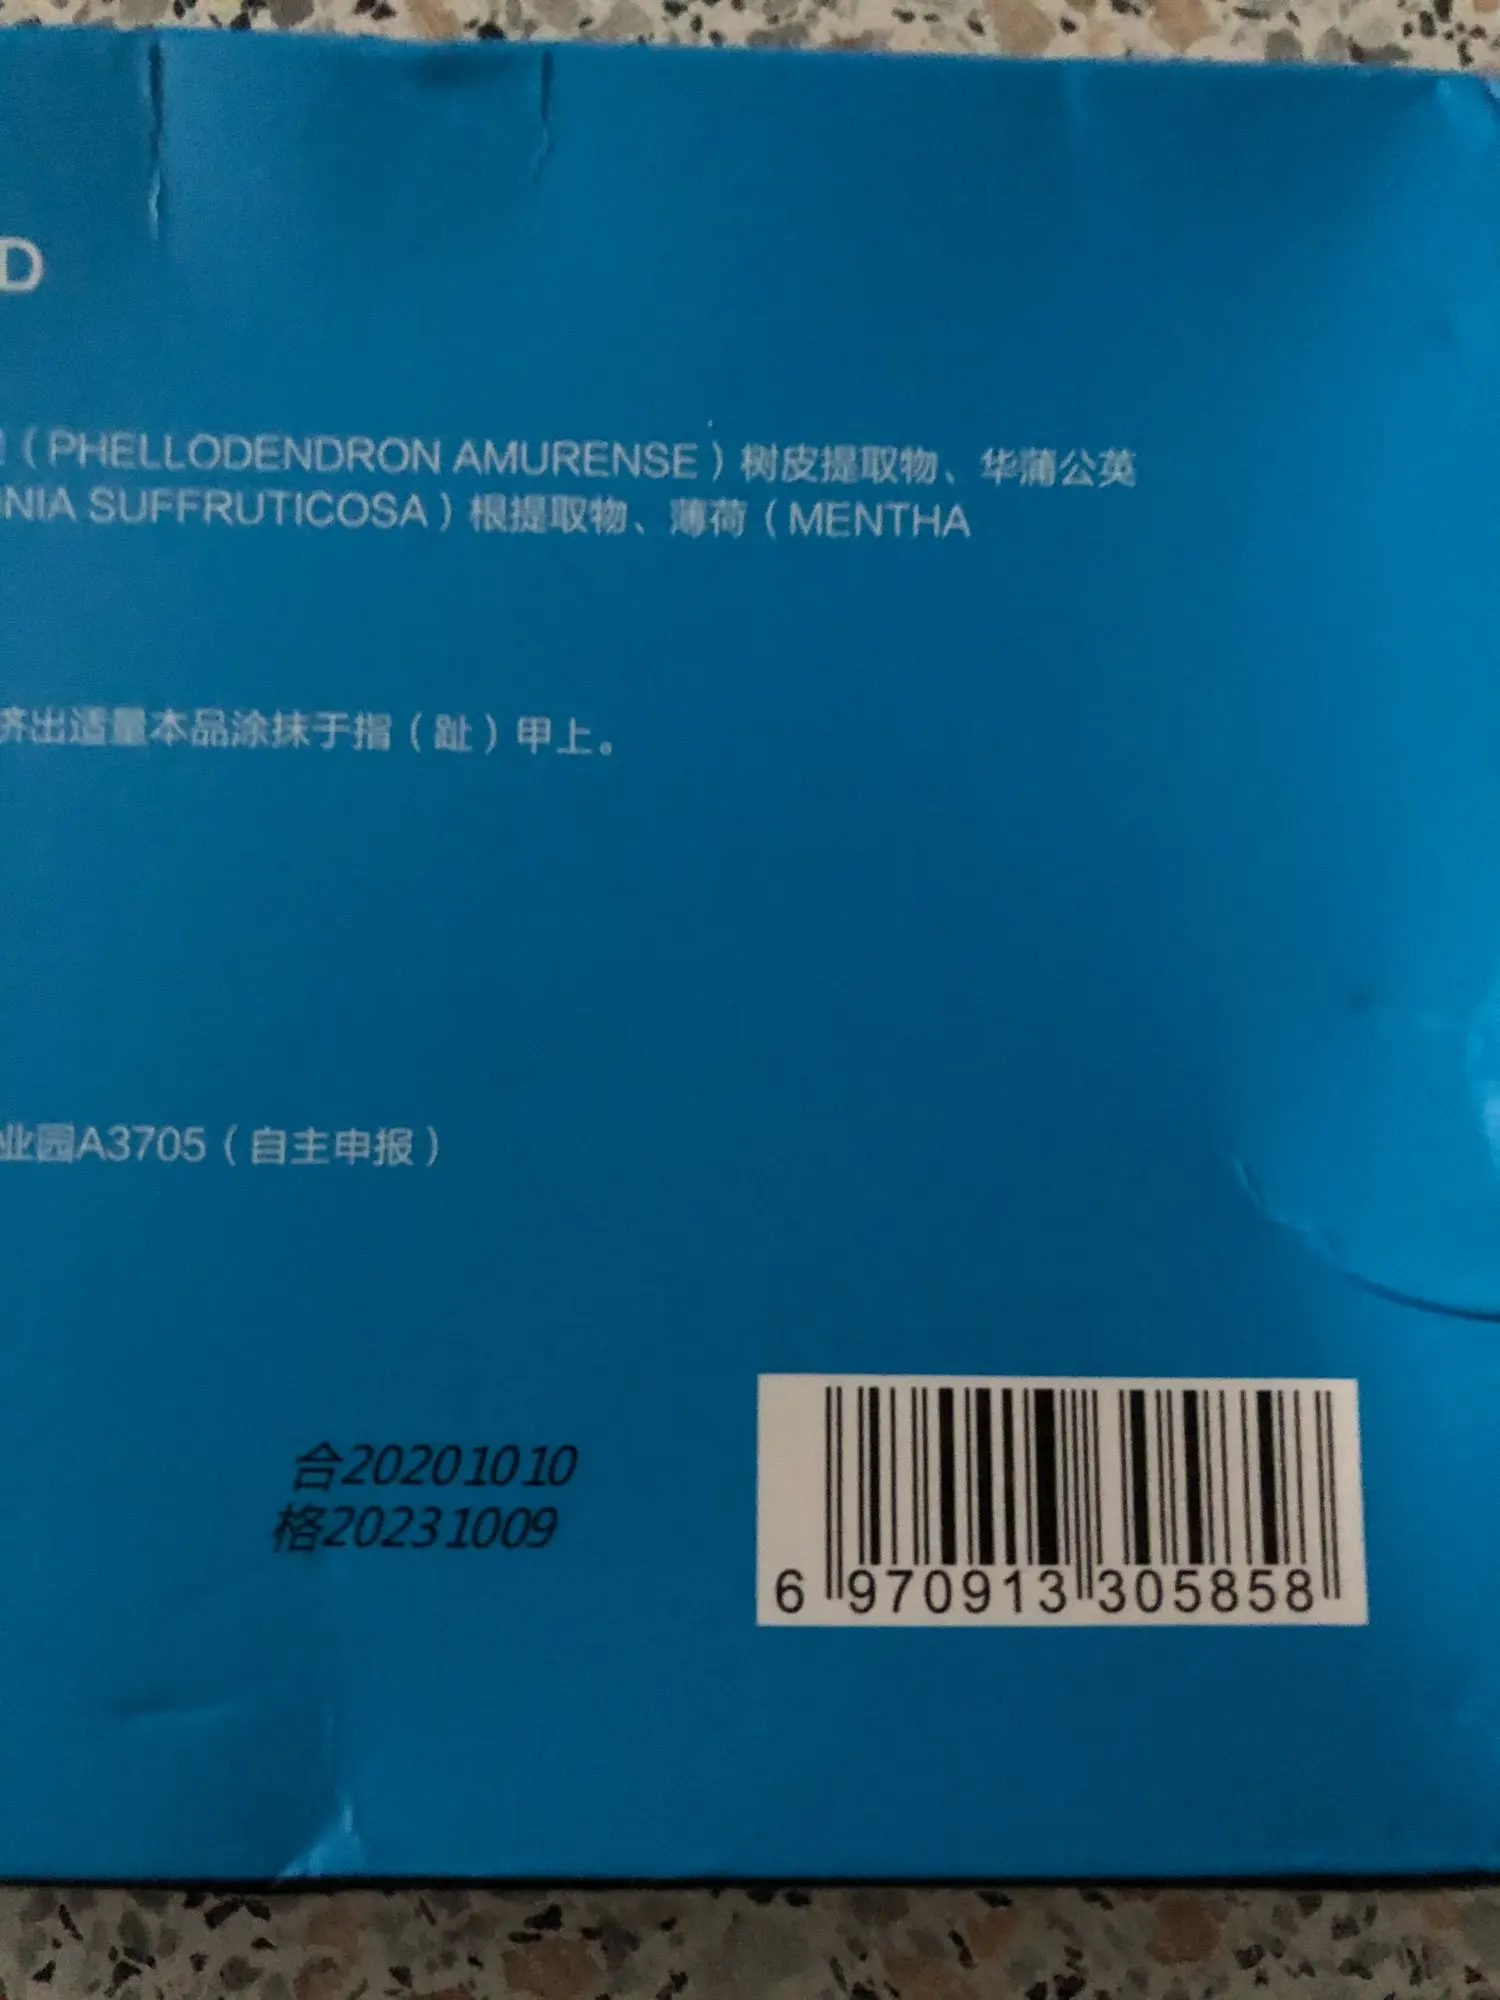 D
（PHELLODENDRON AMURENSE）树皮提取物、华蒲公英
NIA SUFFRUTICOSA）根提取物、薄荷（MENTHA
挤出适量本品涂抹于指（趾）甲上。
业园A3705（自主申报）
合20201010
格20231009
6 970913 305858